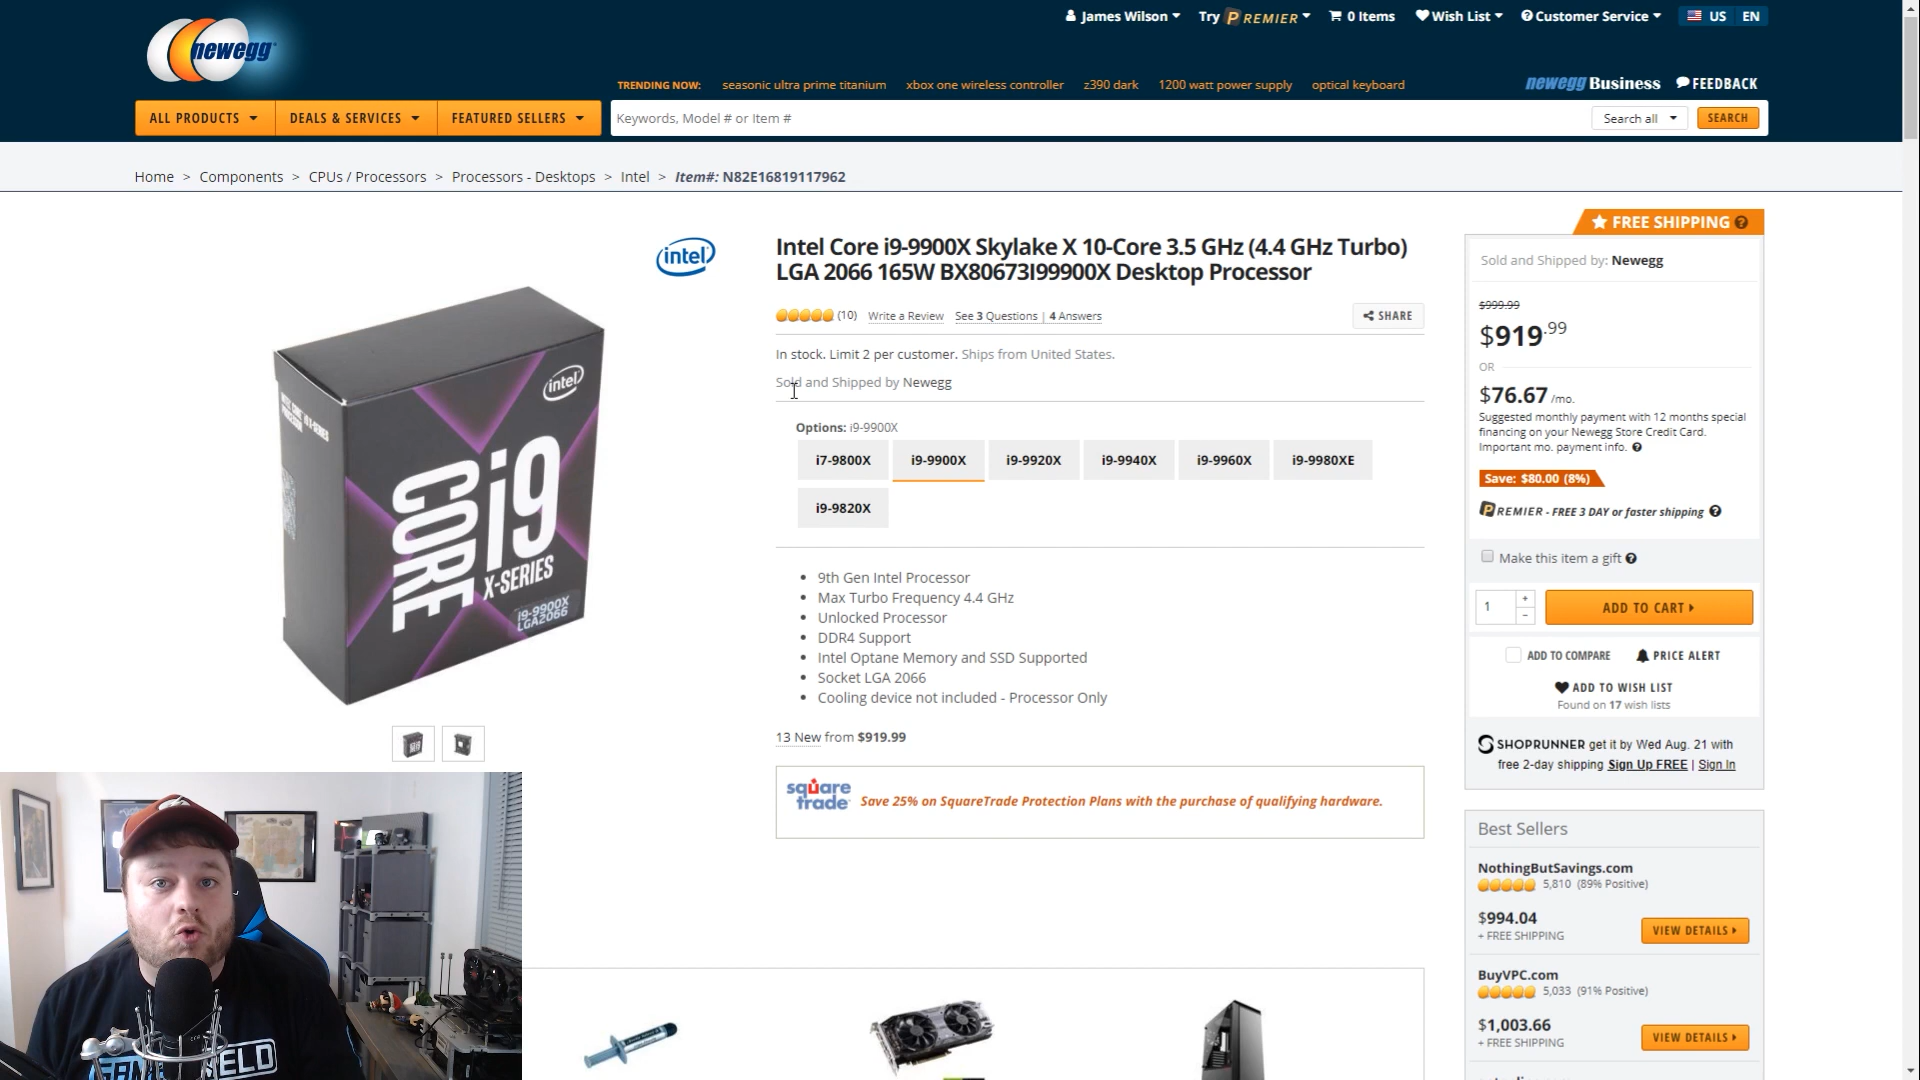 James Wilson
Try PREMIER
0 Items
Wish List
Customer Service
US
EN
newegg
TRENDING NOW: seasonic ultra prime titanium xbox one wireless controller z390 dark 1200 watt power supply optical keyboard
newegg Business
FEEDBACK
ALL PRODUCTS
DEALS & SERVICES
FEATURED SELLERS
Keywords, Model # or Item #
Search all
SEARCH
Home > Components > CPUs / Processors > Processors - Desktops > Intel > Item#: N82E16819117962
intel
intel
CORE i9
X-SERIES
i9-9900X
LGA2066
Intel Core i9-9900X Skylake X 10-Core 3.5 GHz (4.4 GHz Turbo)
LGA 2066 165W BX80673I99900X Desktop Processor
(10) Write a Review See 3 Questions | 4 Answers
SHARE
In stock. Limit 2 per customer. Ships from United States.
Sold and Shipped by Newegg
Options: i9-9900X
i7-9800X
i9-9900X
i9-9920X
i9-9940X
i9-9960X
i9-9980XE
i9-9820X
9th Gen Intel Processor
Max Turbo Frequency 4.4 GHz
Unlocked Processor
DDR4 Support
Intel Optane Memory and SSD Supported
Socket LGA 2066
Cooling device not included - Processor Only
13 New from $919.99
square trade
Save 25% on SquareTrade Protection Plans with the purchase of qualifying hardware.
FREE SHIPPING
Sold and Shipped by: Newegg
$999.99
$919.99
OR
$76.67 /mo.
Suggested monthly payment with 12 months special
financing on your Newegg Store Credit Card.
Important mo. payment info.
Save: $80.00 (8%)
PREMIER - FREE 3 DAY or faster shipping
Make this item a gift
1
+
-
ADD TO CART
ADD TO COMPARE
PRICE ALERT
ADD TO WISH LIST
Found on 17 wish lists
SHOPRUNNER get it by Wed Aug. 21 with
free 2-day shipping Sign Up FREE | Sign In
Best Sellers
NothingButSavings.com
5,810 (89% Positive)
$994.04
+ FREE SHIPPING
VIEW DETAILS
BuyVPC.com
5,033 (91% Positive)
$1,003.66
+ FREE SHIPPING
VIEW DETAILS